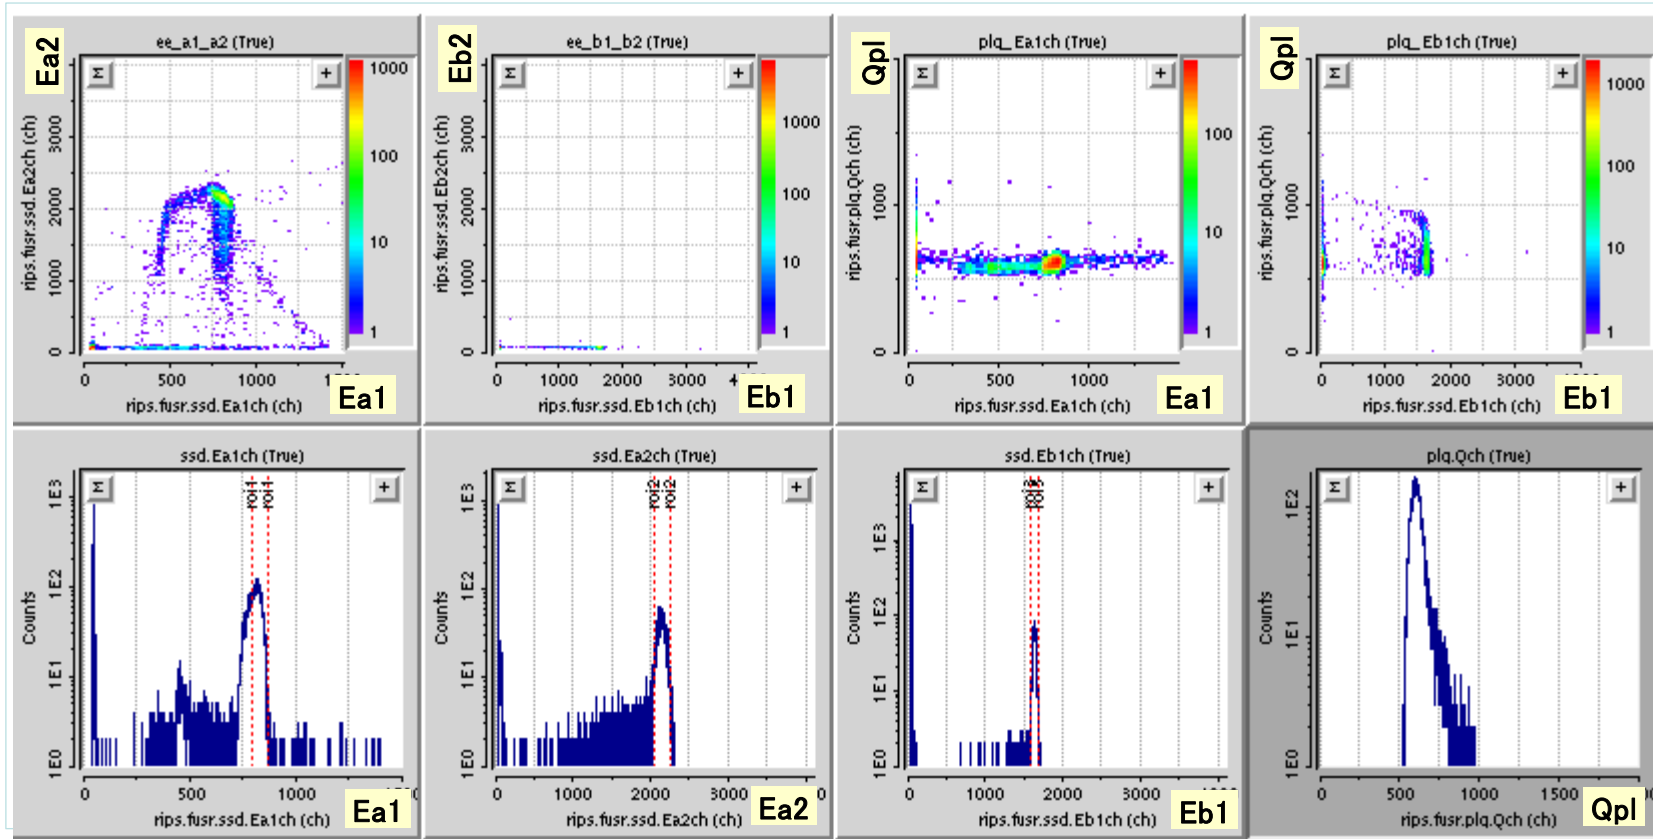 Ea2
ee_a1_a2 (True)
Σ
+
1000
100
10
1
rips.fusr.ssd.Ea2ch (ch)
3000
2000
1000
0
0
500
1000
Ea1
rips.fusr.ssd.Ea1ch (ch)
Eb2
ee_b1_b2 (True)
Σ
+
1000
100
10
1
rips.fusr.ssd.Eb2ch (ch)
3000
2000
1000
0
0
1000
2000
3000
Eb1
rips.fusr.ssd.Eb1ch (ch)
Qpl
plq_Ea1ch (True)
Σ
+
100
10
1
rips.fusr.plq.Qch (ch)
1000
0
0
500
1000
Ea1
rips.fusr.ssd.Ea1ch (ch)
Qpl
plq_Eb1ch (True)
Σ
+
1000
100
10
1
rips.fusr.plq.Qch (ch)
1000
0
0
1000
2000
3000
Eb1
rips.fusr.ssd.Eb1ch (ch)
ssd.Ea1ch (True)
Σ
+
roi1
roi1
Counts
1E3
1E2
1E1
1E0
0
500
1000
Ea1
rips.fusr.ssd.Ea1ch (ch)
ssd.Ea2ch (True)
Σ
+
roi2
roi2
Counts
1E3
1E2
1E1
1E0
0
1000
2000
3000
Ea2
rips.fusr.ssd.Ea2ch (ch)
ssd.Eb1ch (True)
Σ
+
Counts
1E3
1E2
1E1
1E0
0
1000
2000
3000
Eb1
rips.fusr.ssd.Eb1ch (ch)
plq.Qch (True)
Σ
+
Counts
1E2
1E1
1E0
0
500
1000
1500
Qpl
rips.fusr.plq.Qch (ch)